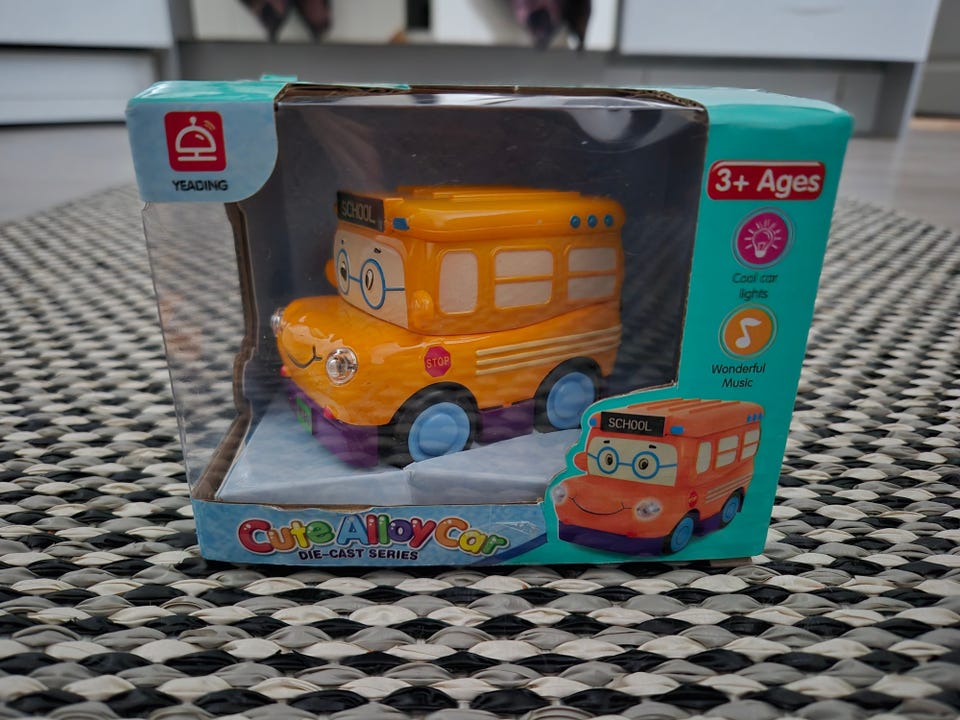 YEADING
3+ Ages
Cool car
lights
Wonderful
Music
SCHOOL
STOP
SCHOOL
Cute Alloy Car
DIE-CAST SERIES